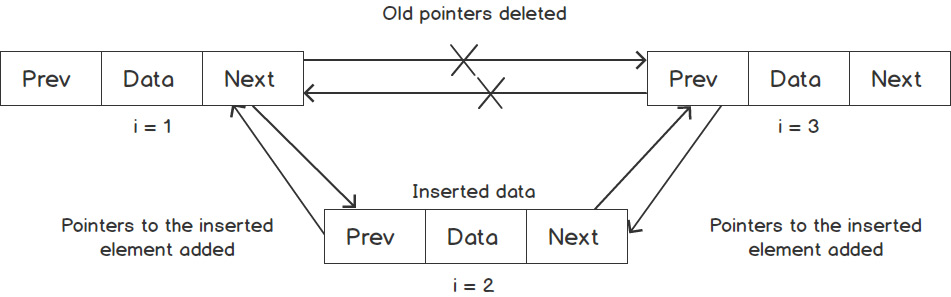 Old pointers deleted
Prev Data Next
Prev Data Next
i = 1
i = 3
Inserted data
Pointers to the inserted
element added
Pointers to the inserted
element added
Prev Data Next
i = 2